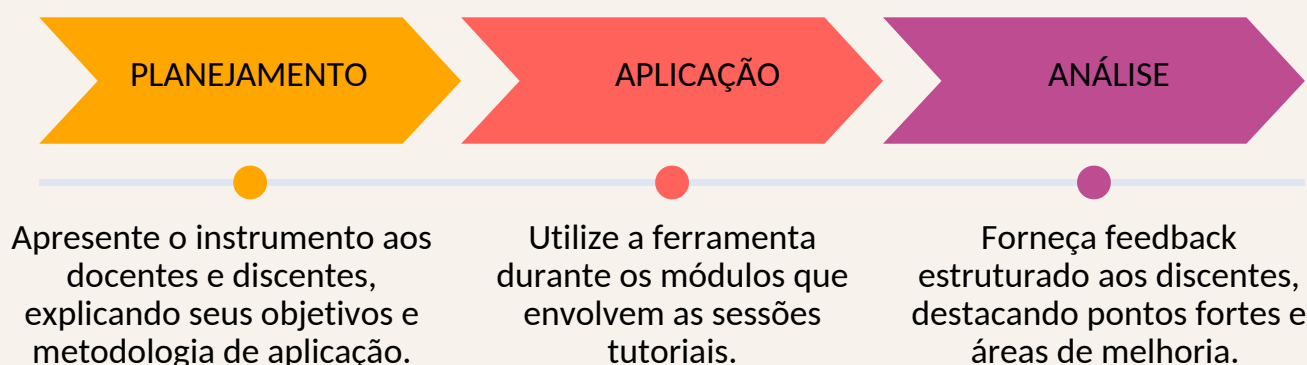 PLANEJAMENTO
Apresente o instrumento aos
docentes e discentes,
explicando seus objetivos e
metodologia de aplicação.
APLICAÇÃO
Utilize a ferramenta
durante os módulos que
envolvem as sessões
tutoriais.
ANÁLISE
Forneça feedback
estruturado aos discentes,
destacando pontos fortes e
áreas de melhoria.